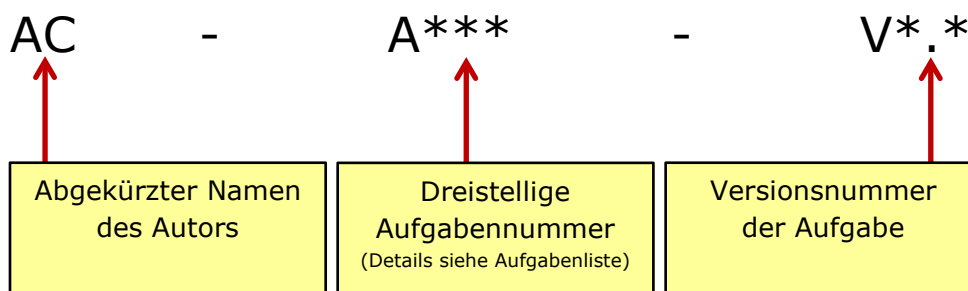 AC - A*** - V*.*
Abgekürzter Namen
des Autors
Dreistellige
Aufgabennummer
(Details siehe Aufgabenliste)
Versionsnummer
der Aufgabe